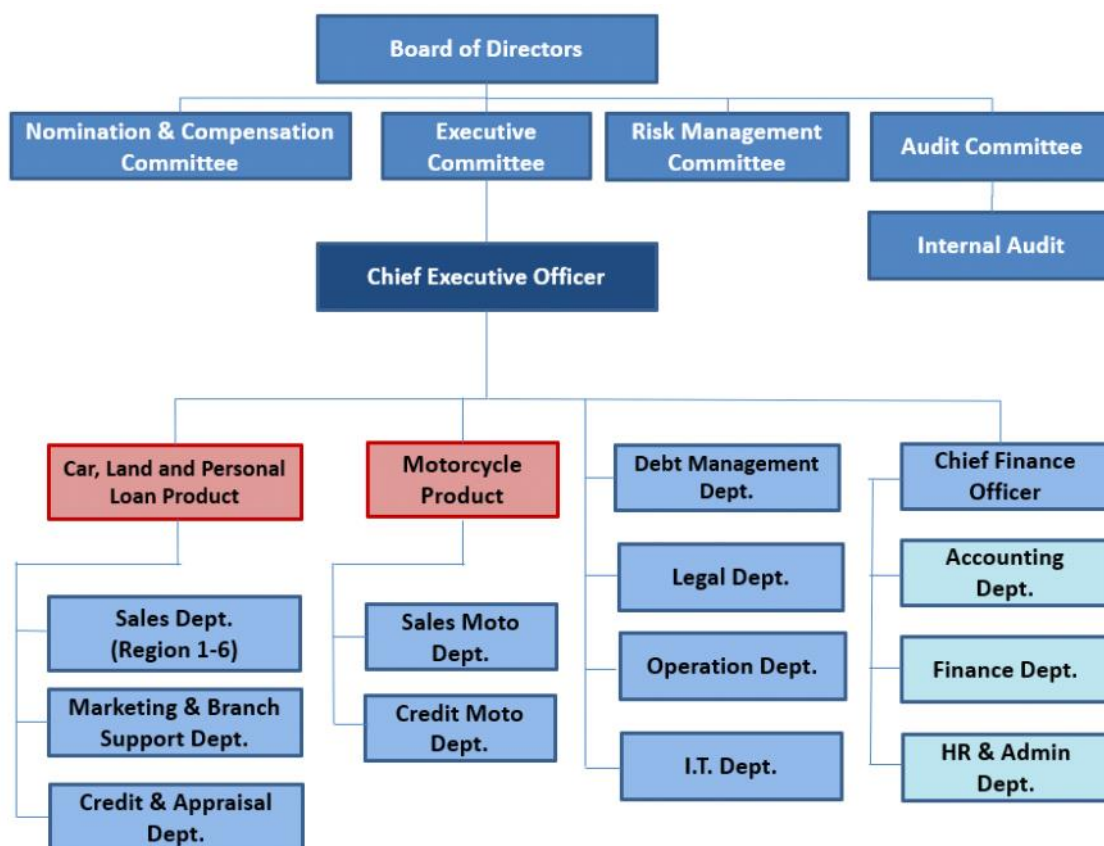 Board of Directors
Nomination & Compensation
Committee
Executive
Committee
Risk Management
Committee
Audit Committee
Internal Audit
Chief Executive Officer
Car, Land and Personal
Loan Product
Motorcycle
Product
Debt Management
Dept.
Chief Finance
Officer
Sales Dept.
(Region 1-6)
Marketing & Branch
Support Dept.
Credit & Appraisal
Dept.
Sales Moto
Dept.
Credit Moto
Dept.
Legal Dept.
Operation Dept.
I.T. Dept.
Accounting
Dept.
Finance Dept.
HR & Admin
Dept.